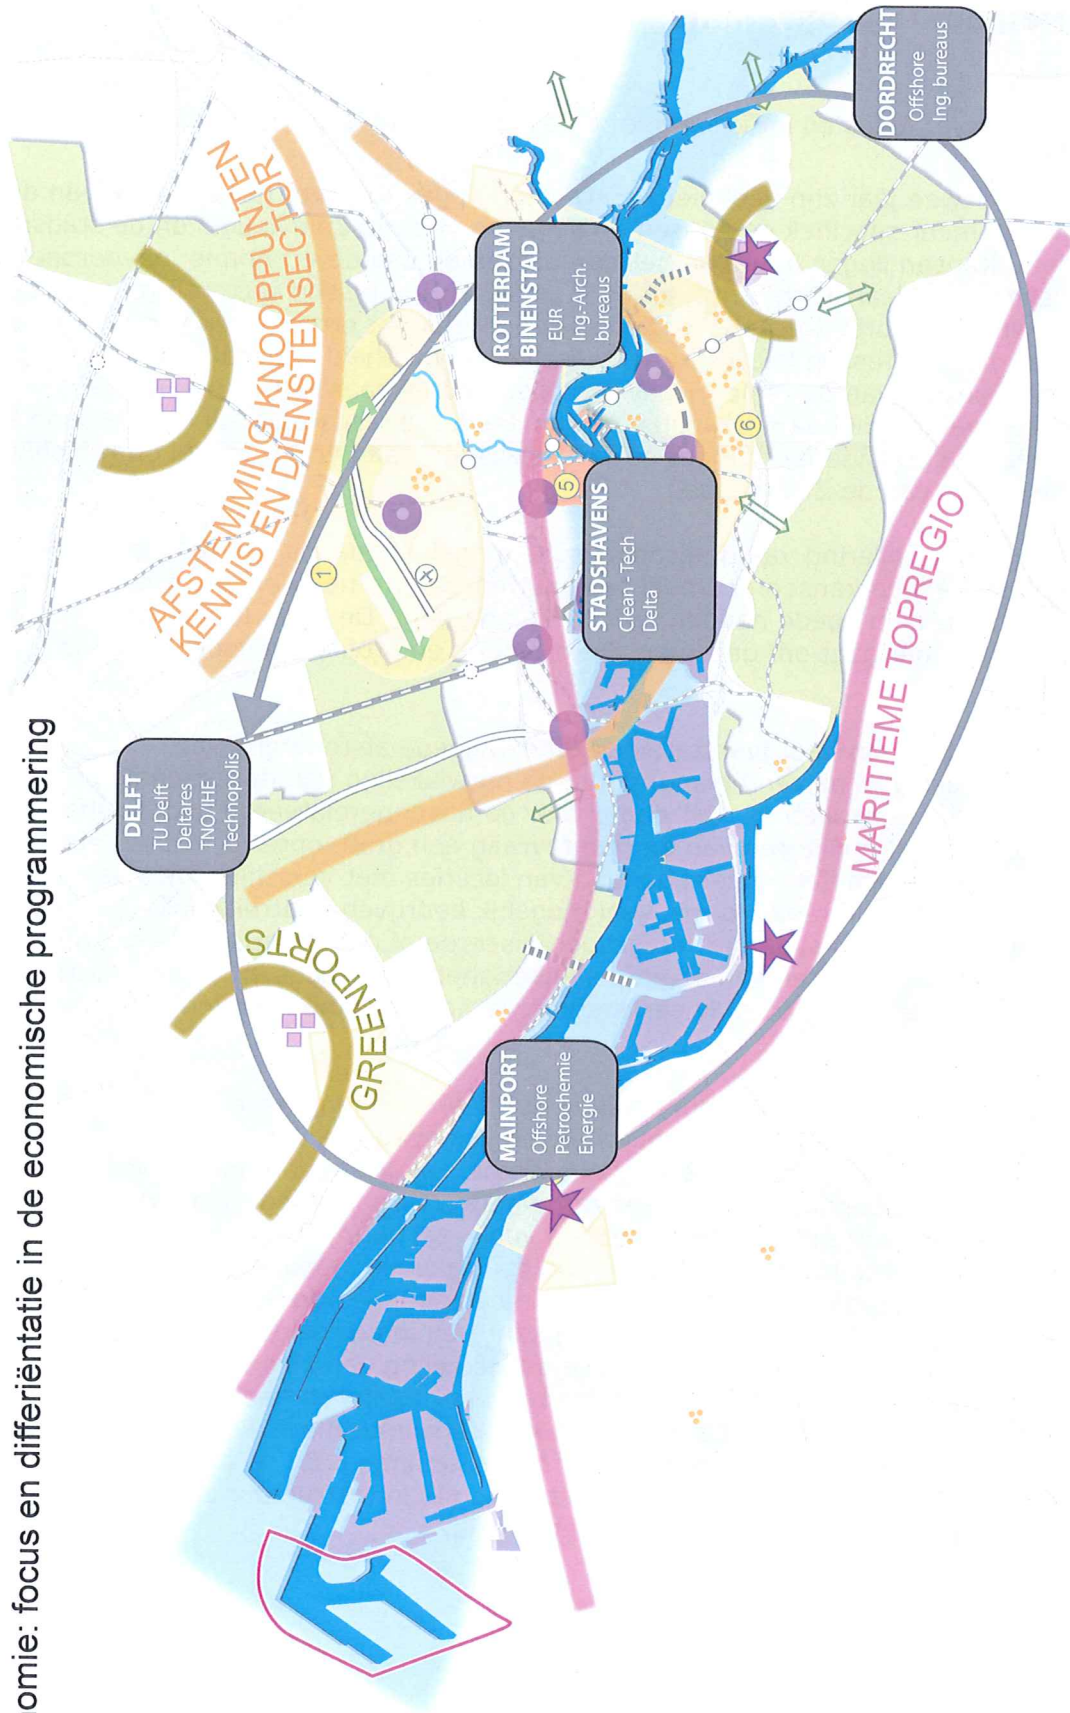 omie: focus en differiëntatie in de economische programmering
AFSTEMMING KNOOPPUNTEN
KENNIS EN DIENSTENSECTOR
DELFT
TU Delft
Deltares
TNO/IHE
Technopolis
GREENPORTS
1
ROTTERDAM
BINENSTAD
EUR
Ing.-Arch.
bureaus
5
STADSHAVENS
Clean - Tech
Delta
6
MAINPORT
Offshore
Petrochemie
Energie
DORDRECHT
Offshore
Ing. bureaus
MARITIEME TOPREGIO